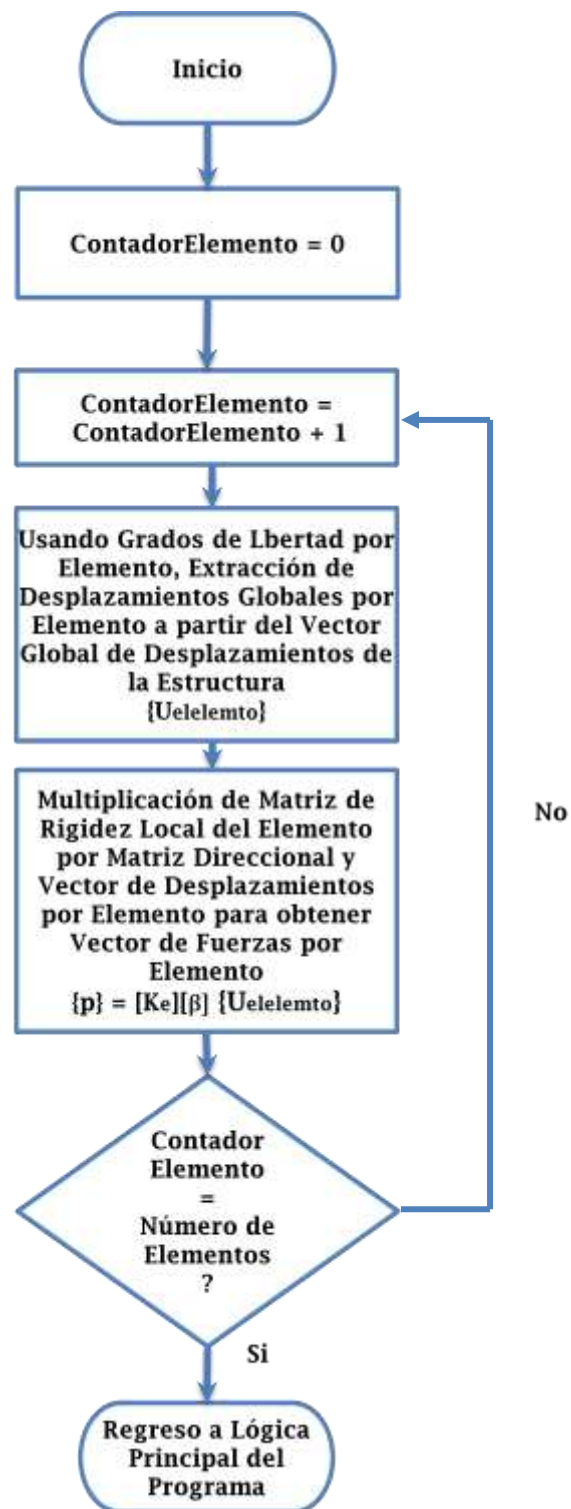 Inicio
ContadorElemento = 0
ContadorElemento =
ContadorElemento + 1
Usando Grados de Lbertad por
Elemento, Extracción de
Desplazamientos Globales por
Elemento a partir del Vector
Global de Desplazamientos de
la Estructura
{Uelelemto}
Multiplicación de Matriz de
Rigidez Local del Elemento
por Matriz Direccional y
Vector de Desplazamientos
por Elemento para obtener
Vector de Fuerzas por
Elemento
{p} = [Ke][β] {Uelelemto}
No
Contador
Elemento
=
Número de
Elementos
?
Si
Regreso a Lógica
Principal del
Programa